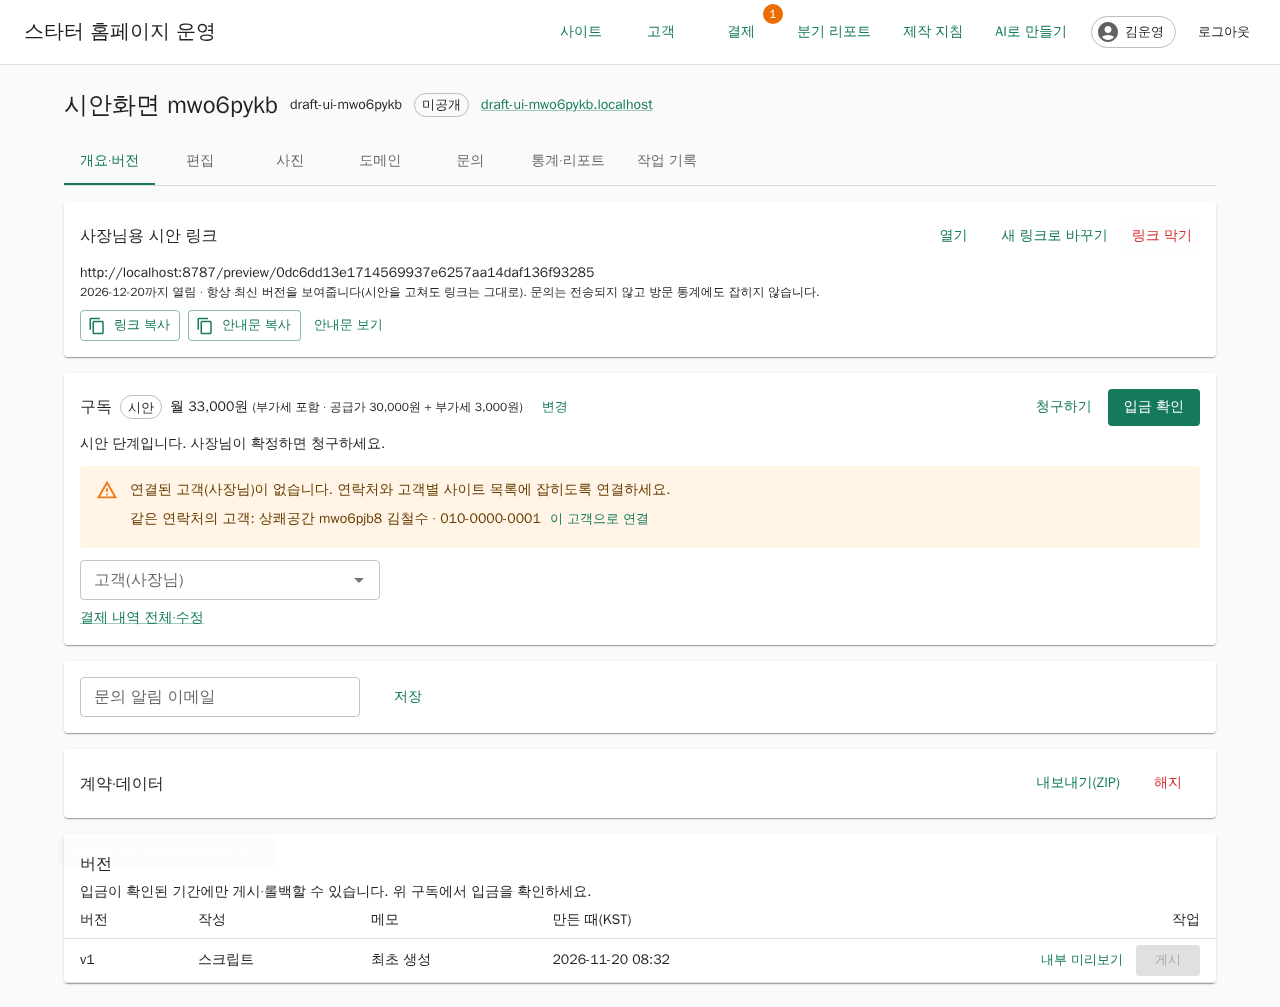 스타터 홈페이지 운영
사이트 고객 결제 1 분기 리포트 제작 지침 AI로 만들기 김운영 로그아웃
시안화면 mwo6pykb draft-ui-mwo6pykb 미공개 draft-ui-mwo6pykb.localhost
개요·버전 편집 사진 도메인 문의 통계·리포트 작업 기록
사장님용 시안 링크 열기 새 링크로 바꾸기 링크 막기
http://localhost:8787/preview/0dc6dd13e1714569937e6257aa14daf136f93285
2026-12-20까지 열림 · 항상 최신 버전을 보여줍니다(시안을 고쳐도 링크는 그대로). 문의는 전송되지 않고 방문 통계에도 잡히지 않습니다.
링크 복사 안내문 복사 안내문 보기
구독 시안 월 33,000원 (부가세 포함 · 공급가 30,000원 + 부가세 3,000원) 변경 청구하기 입금 확인
시안 단계입니다. 사장님이 확정하면 청구하세요.
연결된 고객(사장님)이 없습니다. 연락처와 고객별 사이트 목록에 잡히도록 연결하세요.
같은 연락처의 고객: 상쾌공간 mwo6pjb8 김철수 · 010-0000-0001 이 고객으로 연결
고객(사장님)
결제 내역 전체·수정
문의 알림 이메일 저장
계약·데이터 내보내기(ZIP) 해지
버전
입금이 확인된 기간에만 게시·롤백할 수 있습니다. 위 구독에서 입금을 확인하세요.
버전 작성 메모 만든 때(KST) 작업
v1 스크립트 최초 생성 2026-11-20 08:32 내부 미리보기 게시